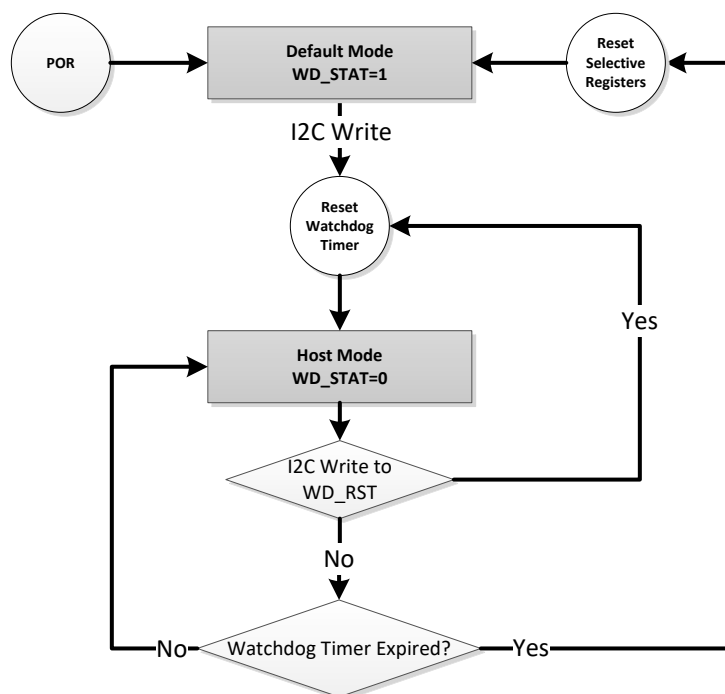 POR
Default Mode
WD_STAT=1
Reset
Selective
Registers
I2C Write
Reset
Watchdog
Timer
Yes
Host Mode
WD_STAT=0
I2C Write to
WD_RST
No
No
Watchdog Timer Expired?
Yes